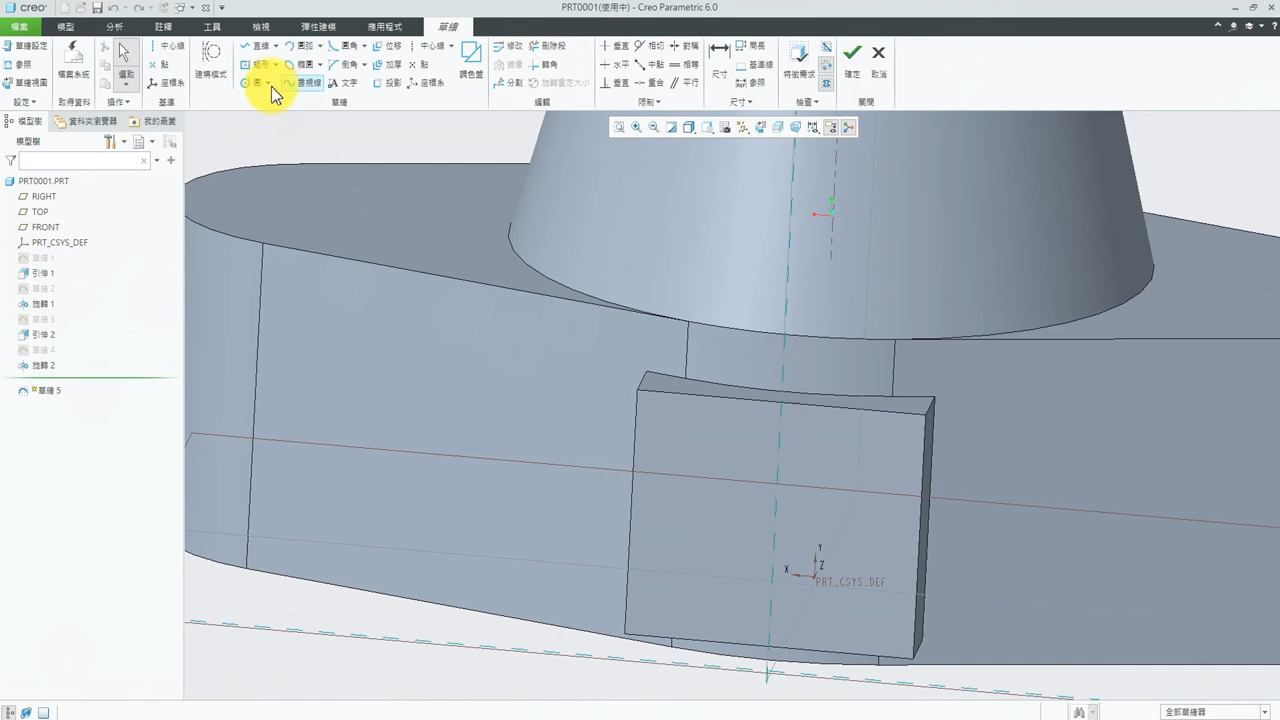 creo
PRT0001(使用中) - Creo Parametric 6.0
檔案 模型 分析 註釋 工具 檢視 彈性建模 應用程式 草繪
草繪設定 參照 草繪視圖 設定
檔案系統 取得資料
選取 操作
中心線 點 座標系 基準
建構模式
直線 圓弧 圓角 位移 中心線
矩形 橢圓 倒角 加厚 點
圓 雲規線 文字 投影 座標系
調色盤
草繪
修改 刪除段
鏡像 轉角
分割 旋轉重定大小
編輯
垂直 相切 對稱
水平 中點 相等
垂直 重合 平行
限制
尺寸 周長 基準線 參照
尺寸
特徵需求 檢查
確定 取消
關閉
模型樹 資料夾瀏覽器 我的最愛
模型樹
PRT0001.PRT
RIGHT
TOP
FRONT
PRT_CSYS_DEF
草繪 1
引伸 1
草繪 2
旋轉 1
草繪 3
引伸 2
草繪 4
旋轉 2
草繪 5
Y
X
Z
PRT_CSYS_DEF
全部草繪器